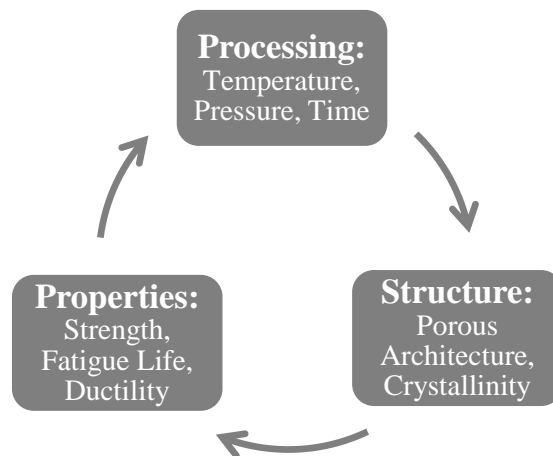 Processing:
Temperature,
Pressure, Time
Properties:
Strength,
Fatigue Life,
Ductility
Structure:
Porous
Architecture,
Crystallinity